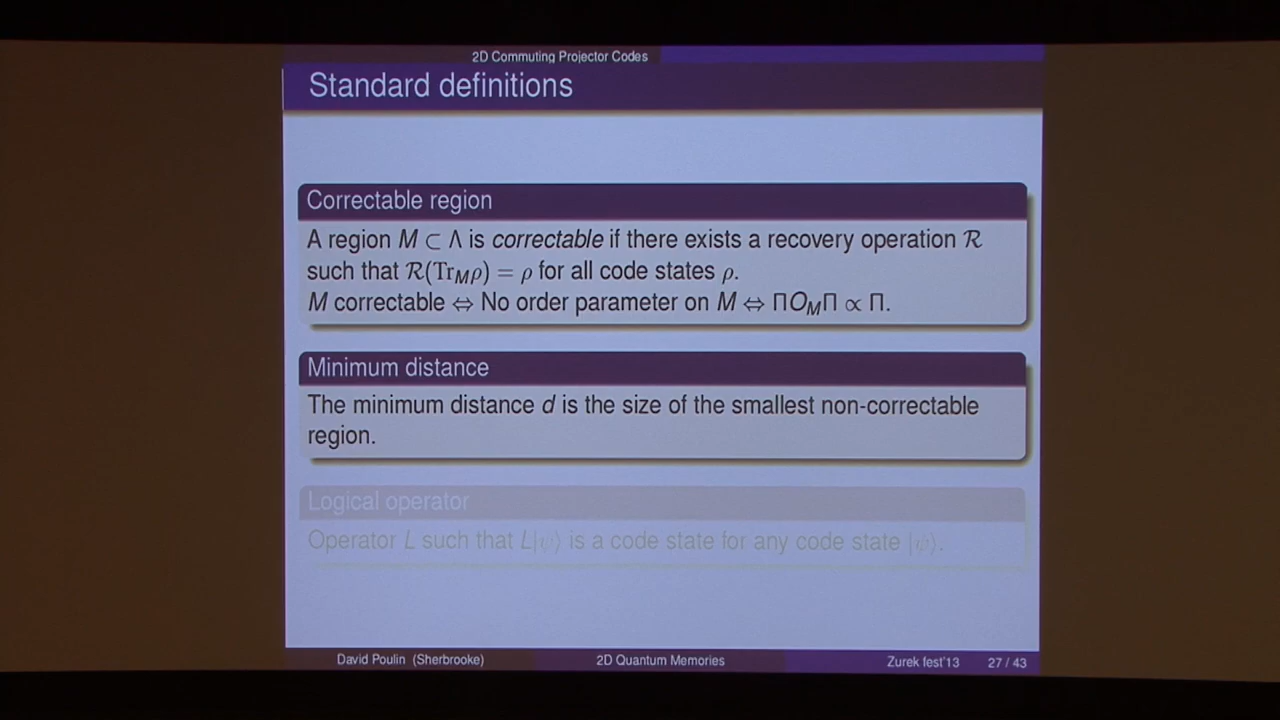 2D Commuting Projector Codes
Standard definitions
Correctable region
A region M ⊂ Λ is correctable if there exists a recovery operation ℛ
such that ℛ(Tr_Mρ) = ρ for all code states ρ.
M correctable ⇔ No order parameter on M ⇔ ΠO_MΠ ∝ Π.
Minimum distance
The minimum distance d is the size of the smallest non-correctable
region.
Logical operator
Operator L such that L|ψ⟩ is a code state for any code state |ψ⟩.
David Poulin (Sherbrooke) 2D Quantum Memories Zurek fest'13 27 / 43